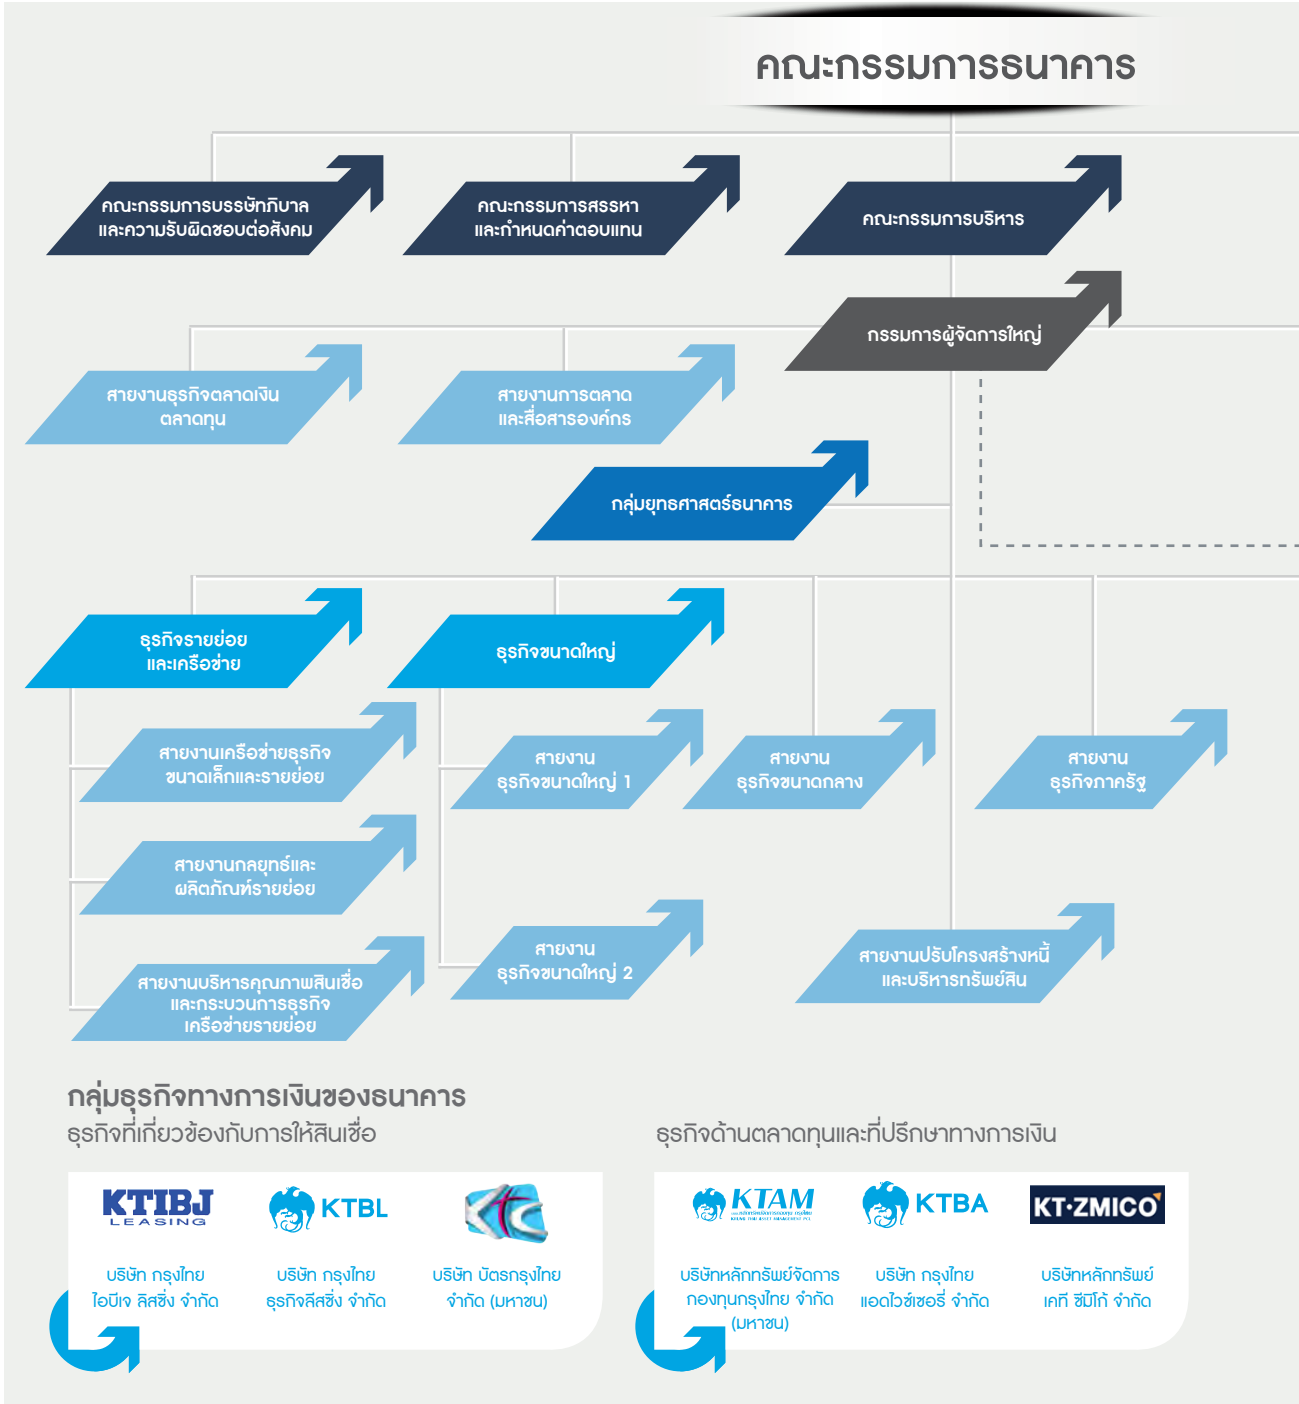 คณะกรรมการธนาคาร
คณะกรรมการบรรษัทภิบาล
และความรับผิดชอบต่อสังคม
คณะกรรมการสรรหา
และกำหนดค่าตอบแทน
คณะกรรมการบริหาร
กรรมการผู้จัดการใหญ่
สายงานธุรกิจตลาดเงิน
ตลาดทุน
สายงานการตลาด
และสื่อสารองค์กร
กลุ่มยุทธศาสตร์ธนาคาร
ธุรกิจรายย่อย
และเครือข่าย
ธุรกิจขนาดใหญ่
สายงานเครือข่ายธุรกิจ
ขนาดเล็กและรายย่อย
สายงาน
ธุรกิจขนาดใหญ่ 1
สายงาน
ธุรกิจขนาดกลาง
สายงาน
ธุรกิจภาครัฐ
สายงานกลยุทธ์และ
ผลิตภัณฑ์รายย่อย
สายงานบริหารคุณภาพสินเชื่อ
และกระบวนการธุรกิจ
เครือข่ายรายย่อย
สายงาน
ธุรกิจขนาดใหญ่ 2
สายงานปรับโครงสร้างหนี้
และบริหารทรัพย์สิน
กลุ่มธุรกิจทางการเงินของธนาคาร
ธุรกิจที่เกี่ยวข้องกับการให้สินเชื่อ
KTIBJ
LEASING
KTBL
KTC
บริษัท กรุงไทย
ไอบีเจ ลิสซิ่ง จำกัด
บริษัท กรุงไทย
ธุรกิจลีสซิ่ง จำกัด
บริษัท บัตรกรุงไทย
จำกัด (มหาชน)
ธุรกิจด้านตลาดทุนและที่ปรึกษาทางการเงิน
KTAM
บริษัทหลักทรัพย์จัดการกองทุน กรุงไทย
KRUNG THAI ASSET MANAGEMENT PCL.
KTBA
KT·ZMICO
บริษัทหลักทรัพย์จัดการ
กองทุนกรุงไทย จำกัด
(มหาชน)
บริษัท กรุงไทย
แอดไวซ์เซอรี่ จำกัด
บริษัทหลักทรัพย์
เคที ซีมิโก้ จำกัด